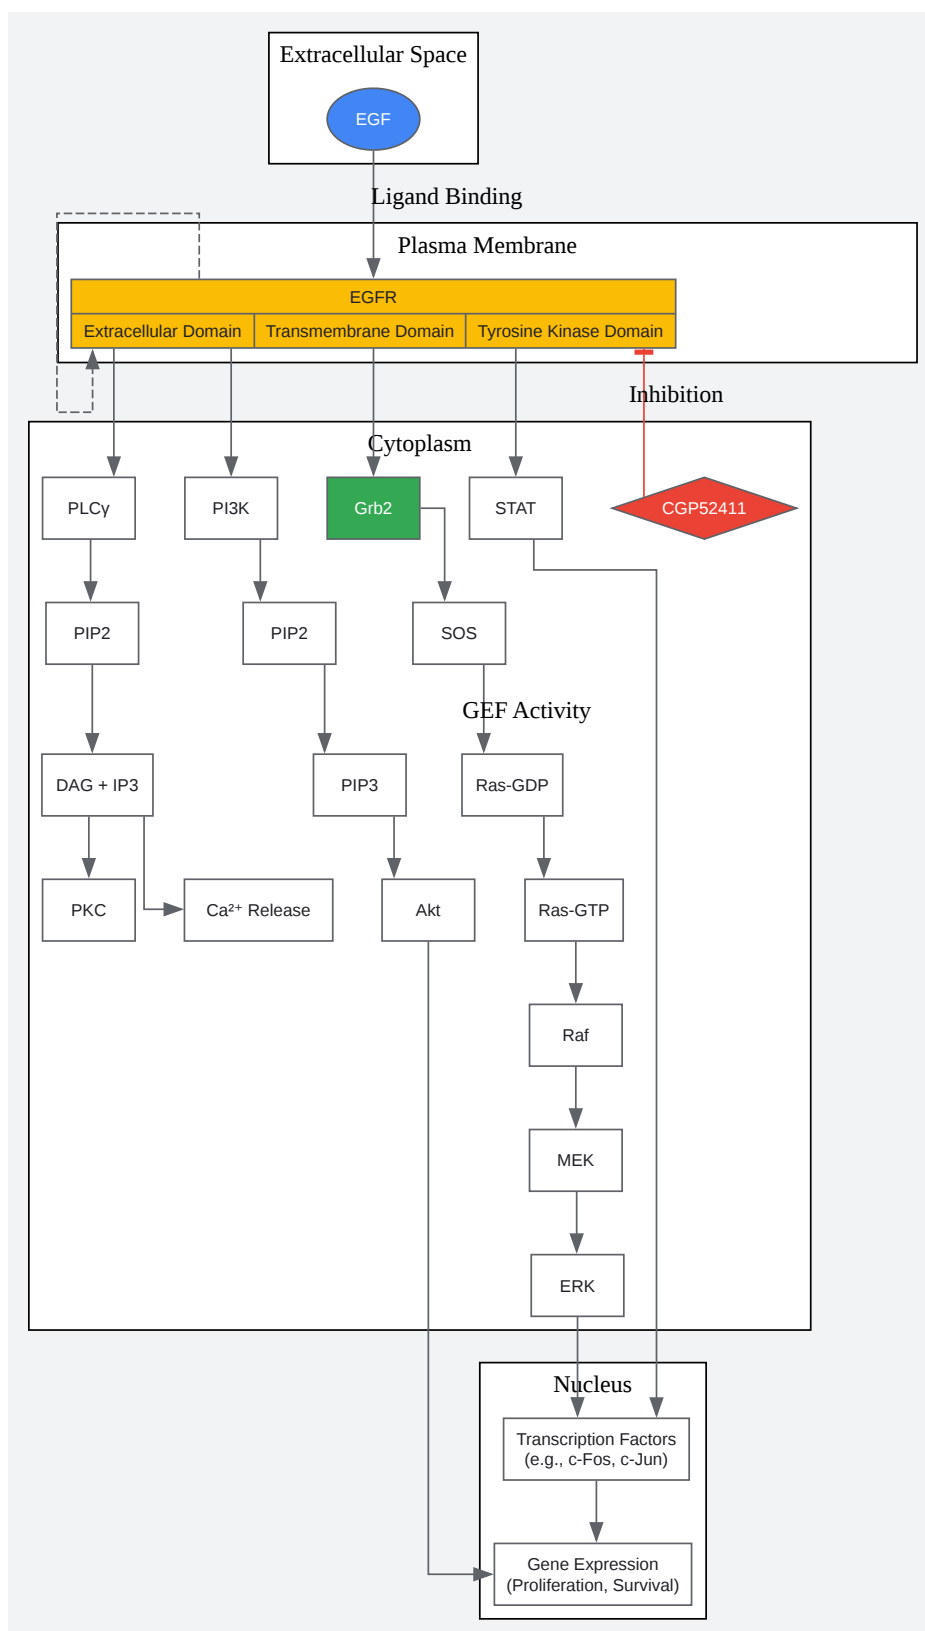 Extracellular Space
EGF
Ligand Binding
Plasma Membrane
EGFR
Extracellular Domain
Transmembrane Domain
Tyrosine Kinase Domain
Inhibition
Cytoplasm
PLCγ
PI3K
Grb2
STAT
CGP52411
PIP2
PIP2
SOS
GEF Activity
DAG + IP3
PIP3
Ras-GDP
PKC
Ca²⁺ Release
Akt
Ras-GTP
Raf
MEK
ERK
Nucleus
Transcription Factors
(e.g., c-Fos, c-Jun)
Gene Expression
(Proliferation, Survival)